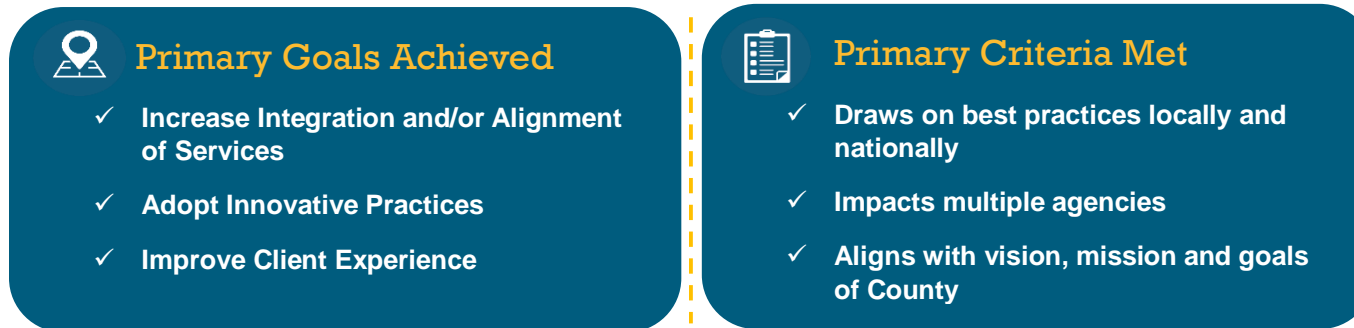 Primary Goals Achieved
✓ Increase Integration and/or Alignment
of Services
✓ Adopt Innovative Practices
✓ Improve Client Experience
Primary Criteria Met
✓ Draws on best practices locally and
nationally
✓ Impacts multiple agencies
✓ Aligns with vision, mission and goals
of County